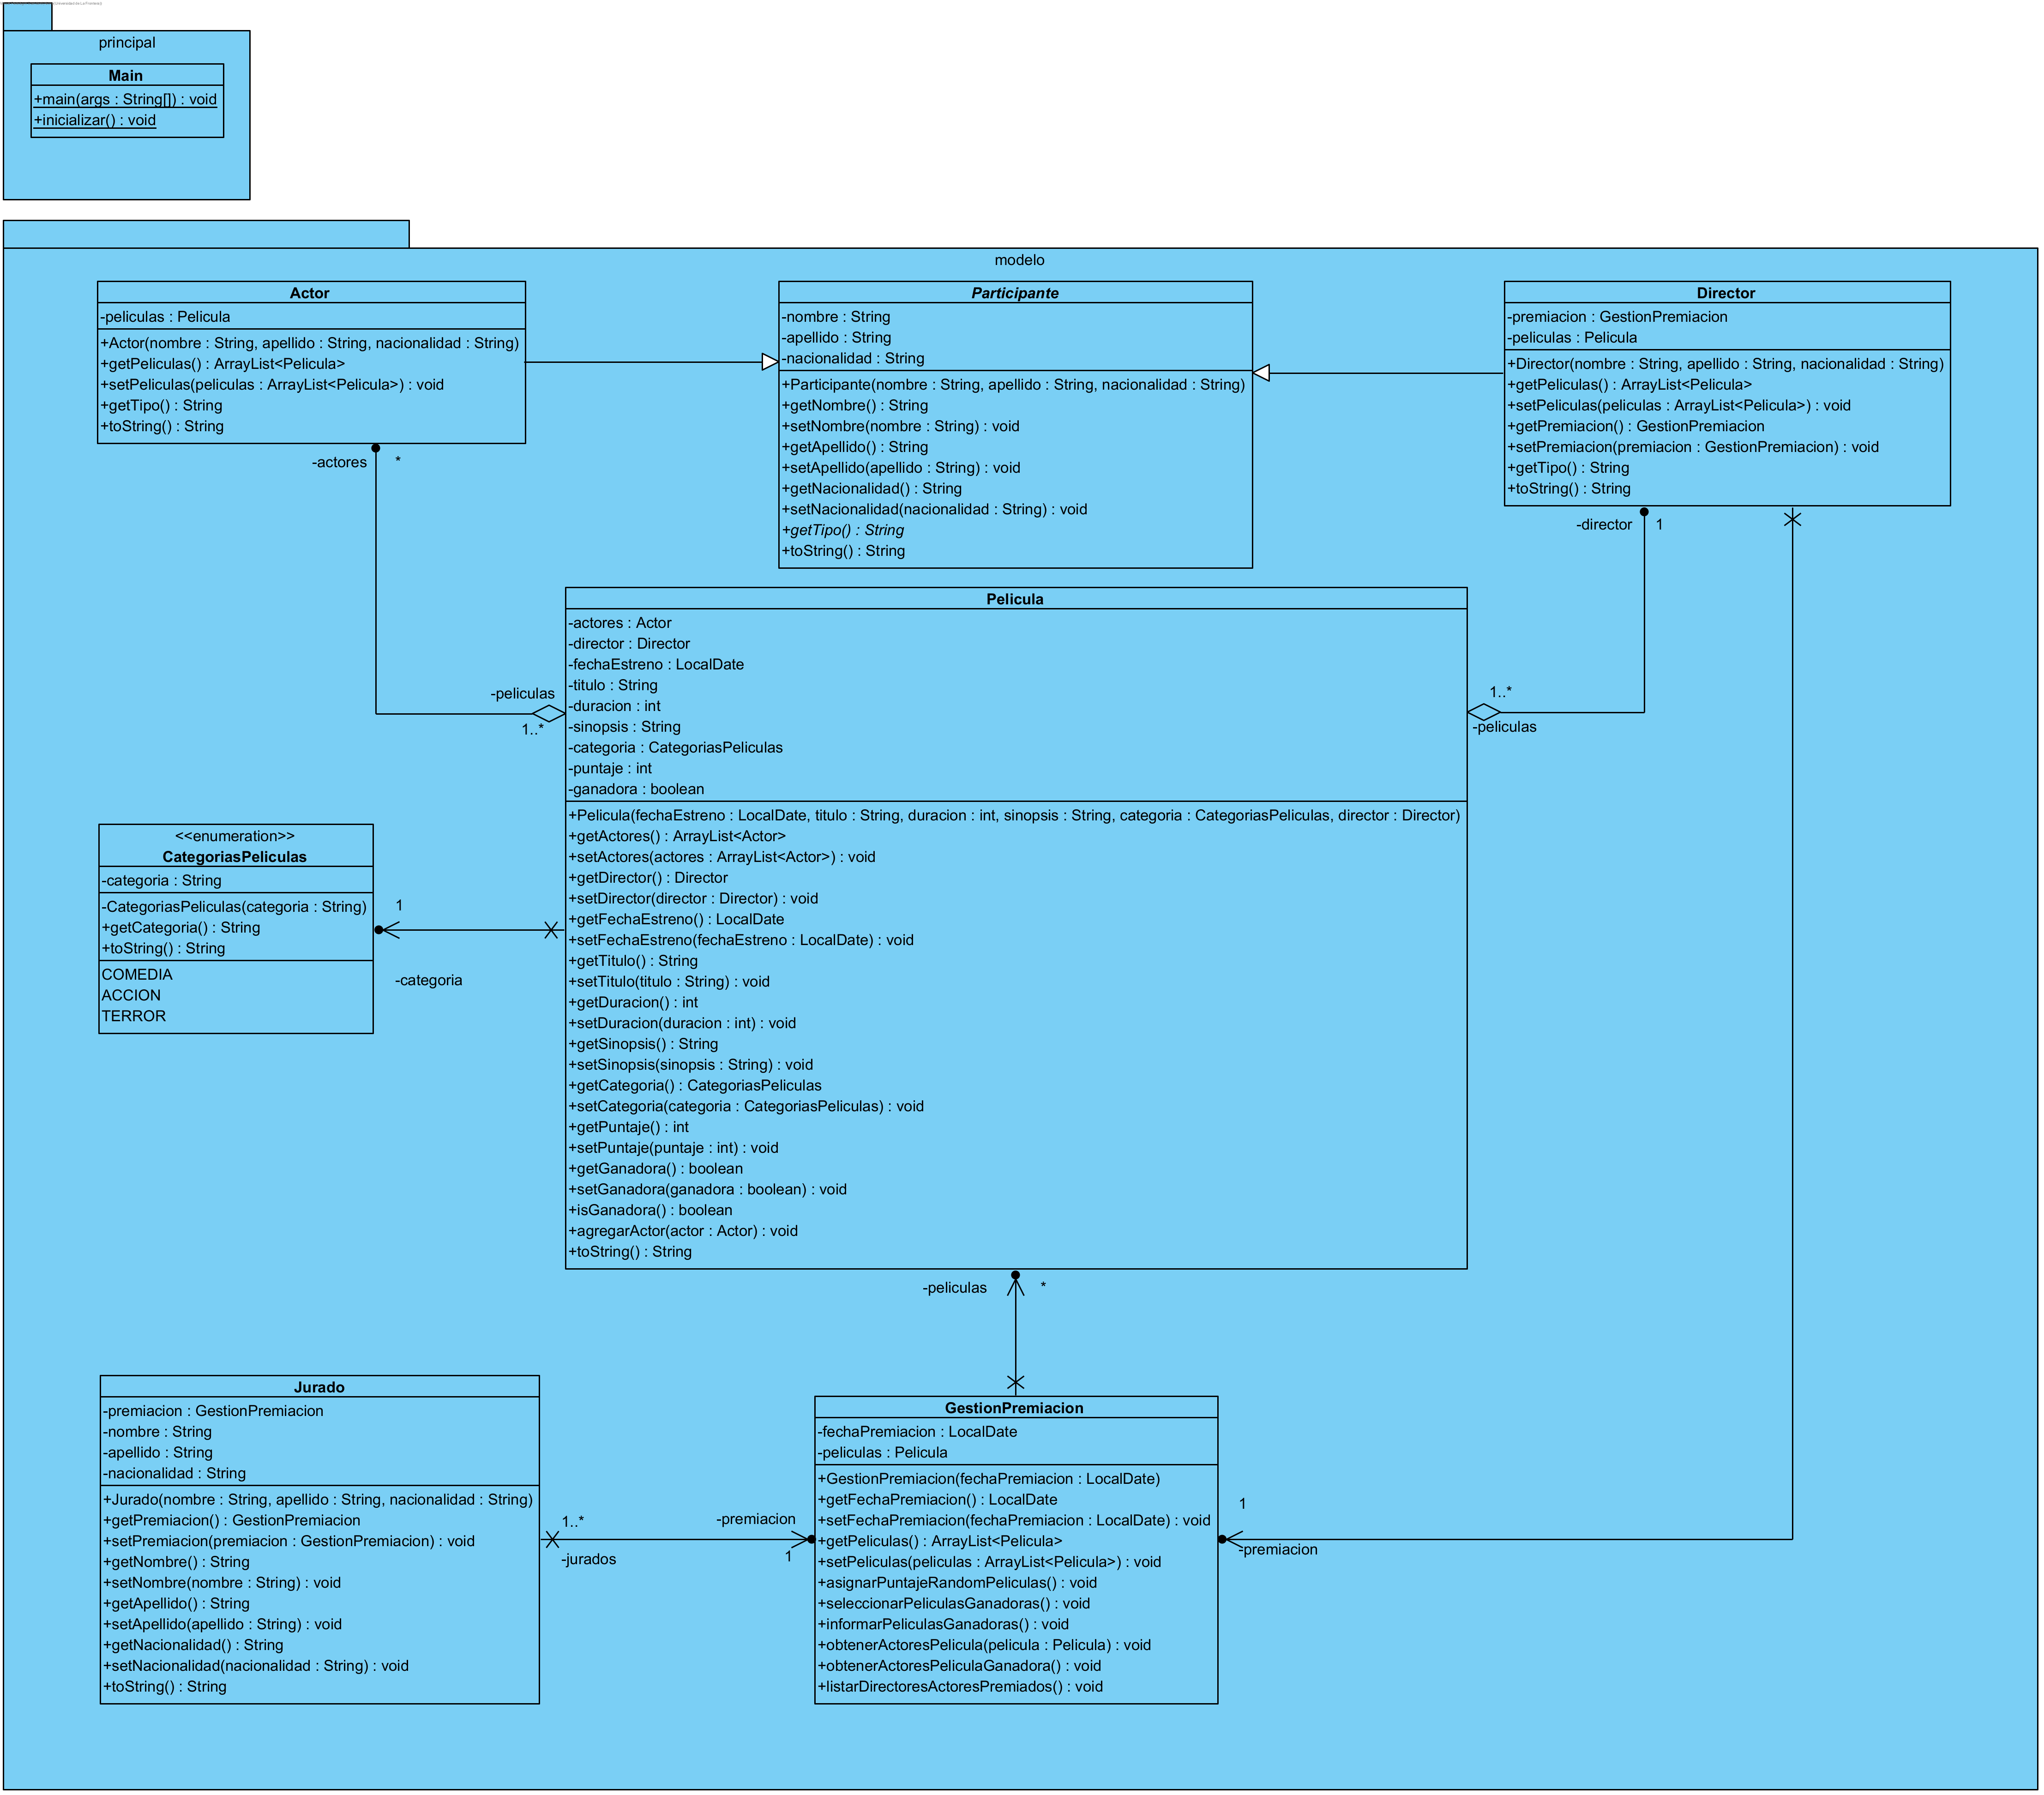 principal
Main
+main(args : String[]) : void
+inicializar() : void
modelo
Actor
-peliculas : Pelicula
+Actor(nombre : String, apellido : String, nacionalidad : String)
+getPeliculas() : ArrayList<Pelicula>
+setPeliculas(peliculas : ArrayList<Pelicula>) : void
+getTipo() : String
+toString() : String
Participante
-nombre : String
-apellido : String
-nacionalidad : String
+Participante(nombre : String, apellido : String, nacionalidad : String)
+getNombre() : String
+setNombre(nombre : String) : void
+getApellido() : String
+setApellido(apellido : String) : void
+getNacionalidad() : String
+setNacionalidad(nacionalidad : String) : void
+getTipo() : String
+toString() : String
Director
-premiacion : GestionPremiacion
-peliculas : Pelicula
+Director(nombre : String, apellido : String, nacionalidad : String)
+getPeliculas() : ArrayList<Pelicula>
+setPeliculas(peliculas : ArrayList<Pelicula>) : void
+getPremiacion() : GestionPremiacion
+setPremiacion(premiacion : GestionPremiacion) : void
+getTipo() : String
+toString() : String
-actores *
-director 1
-peliculas
1..*
1..*
-peliculas
Pelicula
-actores : Actor
-director : Director
-fechaEstreno : LocalDate
-titulo : String
-duracion : int
-sinopsis : String
-categoria : CategoriasPeliculas
-puntaje : int
-ganadora : boolean
+Pelicula(fechaEstreno : LocalDate, titulo : String, duracion : int, sinopsis : String, categoria : CategoriasPeliculas, director : Director)
+getActores() : ArrayList<Actor>
+setActores(actores : ArrayList<Actor>) : void
+getDirector() : Director
+setDirector(director : Director) : void
+getFechaEstreno() : LocalDate
+setFechaEstreno(fechaEstreno : LocalDate) : void
+getTitulo() : String
+setTitulo(titulo : String) : void
+getDuracion() : int
+setDuracion(duracion : int) : void
+getSinopsis() : String
+setSinopsis(sinopsis : String) : void
+getCategoria() : CategoriasPeliculas
+setCategoria(categoria : CategoriasPeliculas) : void
+getPuntaje() : int
+setPuntaje(puntaje : int) : void
+getGanadora() : boolean
+setGanadora(ganadora : boolean) : void
+isGanadora() : boolean
+agregarActor(actor : Actor) : void
+toString() : String
<<enumeration>>
CategoriasPeliculas
-categoria : String
-CategoriasPeliculas(categoria : String)
+getCategoria() : String
+toString() : String
COMEDIA
ACCION
TERROR
1
-categoria
-peliculas *
Jurado
-premiacion : GestionPremiacion
-nombre : String
-apellido : String
-nacionalidad : String
+Jurado(nombre : String, apellido : String, nacionalidad : String)
+getPremiacion() : GestionPremiacion
+setPremiacion(premiacion : GestionPremiacion) : void
+getNombre() : String
+setNombre(nombre : String) : void
+getApellido() : String
+setApellido(apellido : String) : void
+getNacionalidad() : String
+setNacionalidad(nacionalidad : String) : void
+toString() : String
1..*
-jurados
-premiacion
1
GestionPremiacion
-fechaPremiacion : LocalDate
-peliculas : Pelicula
+GestionPremiacion(fechaPremiacion : LocalDate)
+getFechaPremiacion() : LocalDate
+setFechaPremiacion(fechaPremiacion : LocalDate) : void
+getPeliculas() : ArrayList<Pelicula>
+setPeliculas(peliculas : ArrayList<Pelicula>) : void
+asignarPuntajeRandomPeliculas() : void
+seleccionarPeliculasGanadoras() : void
+informarPeliculasGanadoras() : void
+obtenerActoresPelicula(pelicula : Pelicula) : void
+obtenerActoresPeliculaGanadora() : void
+listarDirectoresActoresPremiados() : void
1
-premiacion